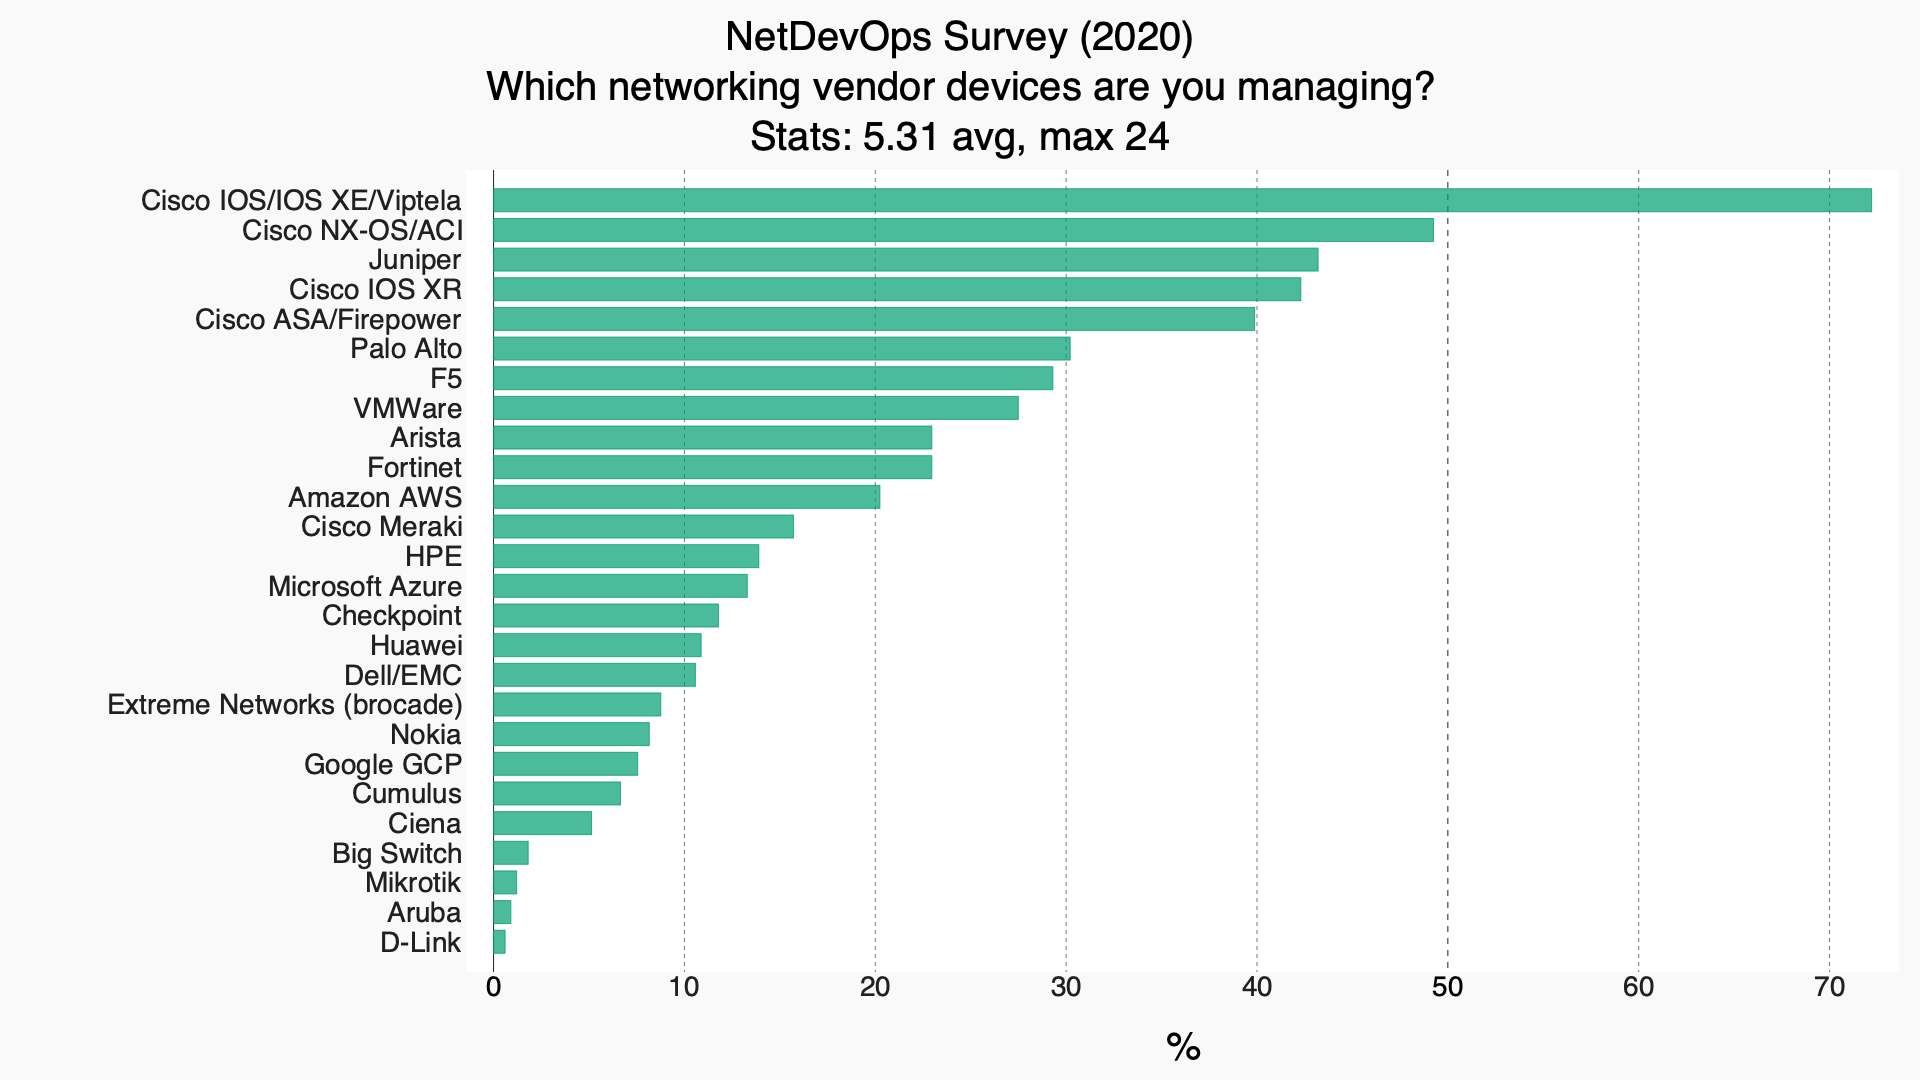 NetDevOps Survey (2020)
Which networking vendor devices are you managing?
Stats: 5.31 avg, max 24
Cisco IOS/IOS XE/Viptela
Cisco NX-OS/ACI
Juniper
Cisco IOS XR
Cisco ASA/Firepower
Palo Alto
F5
VMWare
Arista
Fortinet
Amazon AWS
Cisco Meraki
HPE
Microsoft Azure
Checkpoint
Huawei
Dell/EMC
Extreme Networks (brocade)
Nokia
Google GCP
Cumulus
Ciena
Big Switch
Mikrotik
Aruba
D-Link
0 10 20 30 40 50 60 70
%